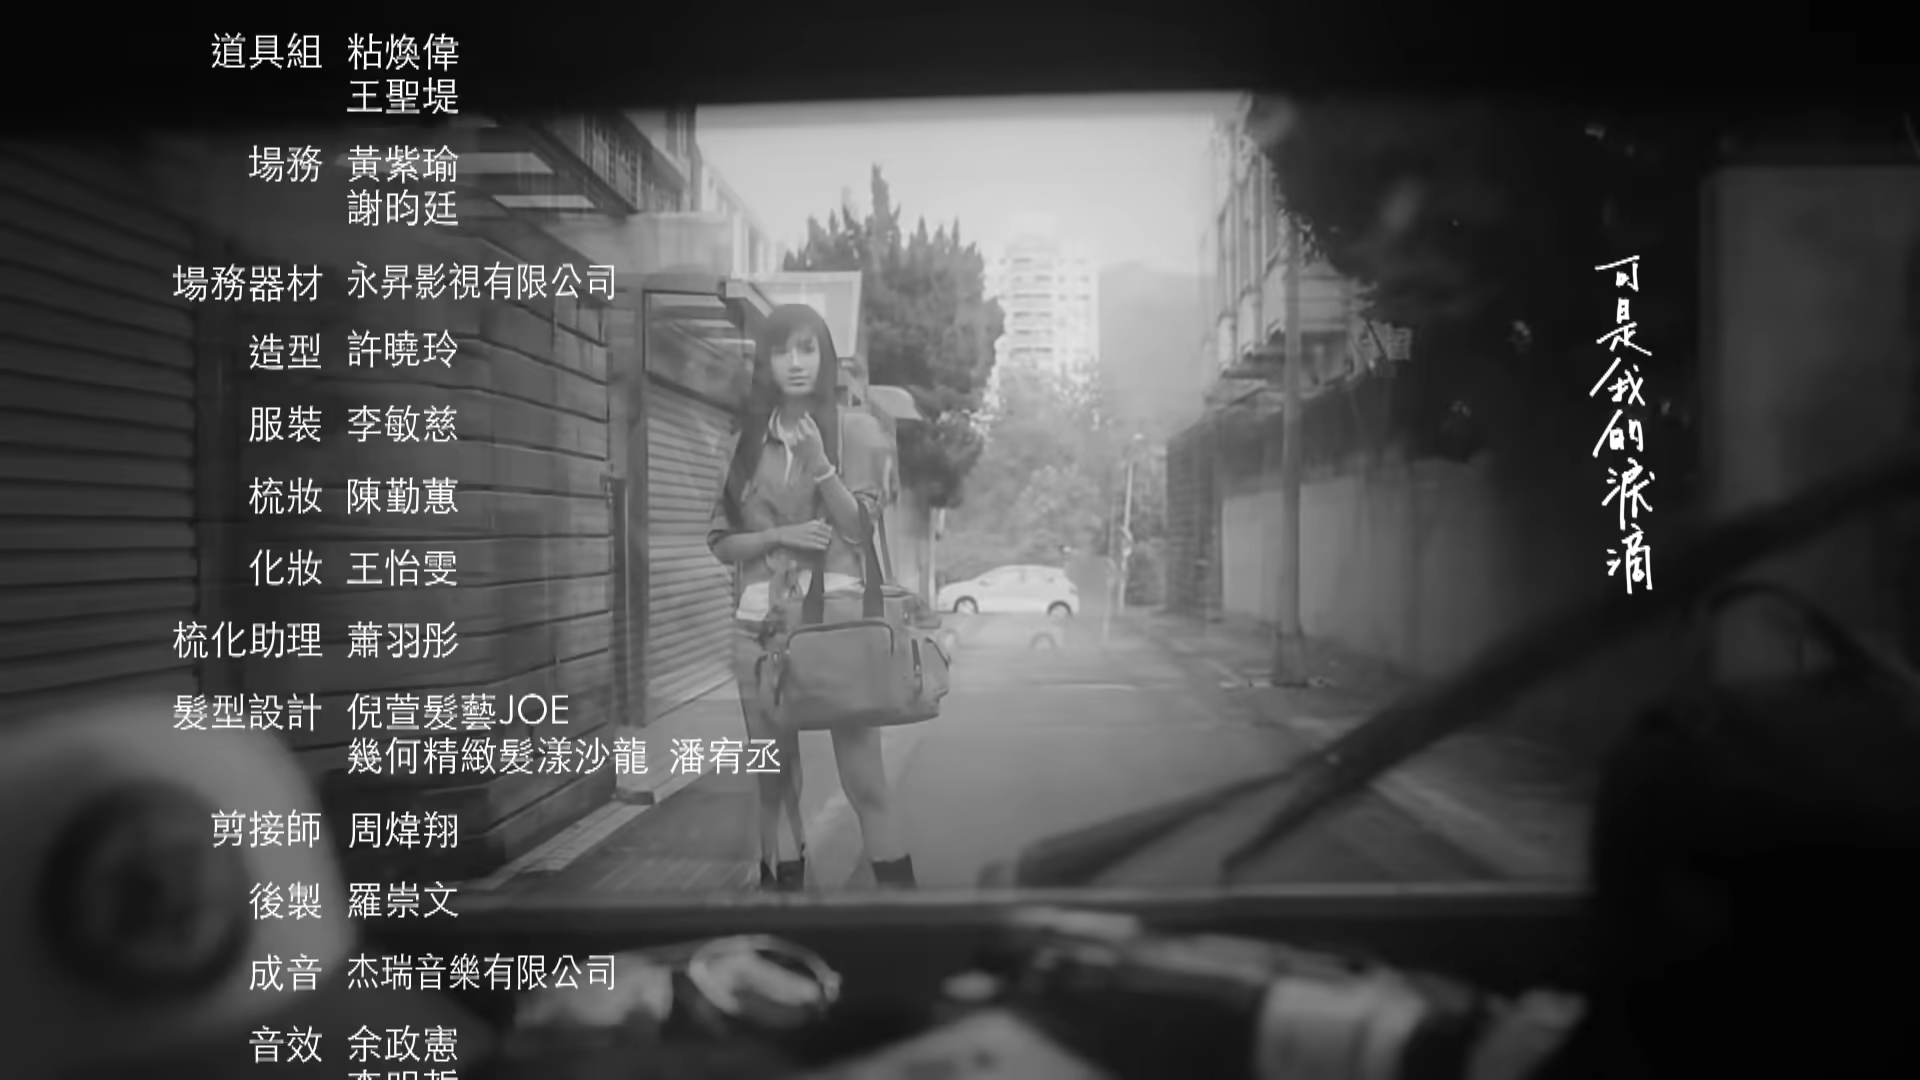 道具組 粘煥偉
王聖堤
場務 黃紫瑜
謝昀廷
場務器材 永昇影視有限公司
造型 許曉玲
服裝 李敏慈
梳妝 陳勤蕙
化妝 王怡雯
梳化助理 蕭羽彤
髮型設計 倪萱髮藝JOE
幾何精緻髮漾沙龍 潘宥丞
剪接師 周煒翔
後製 羅崇文
成音 杰瑞音樂有限公司
音效 余政憲
可是我的淚滴